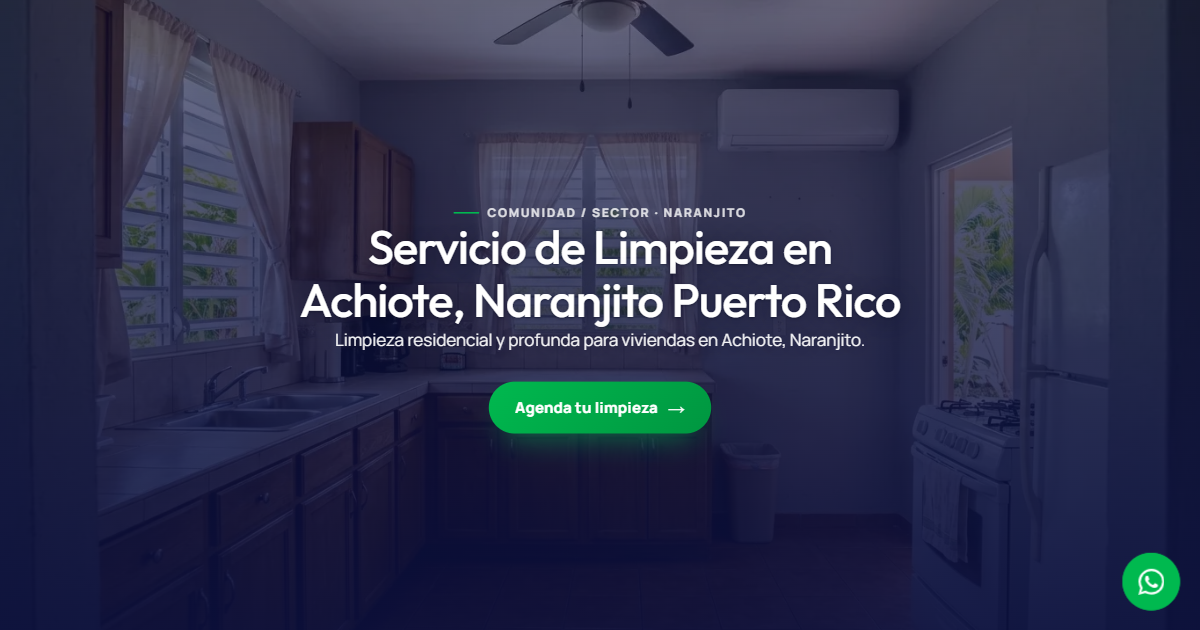 COMUNIDAD / SECTOR · NARANJITO
Servicio de Limpieza en
Achiote, Naranjito Puerto Rico
Limpieza residencial y profunda para viviendas en Achiote, Naranjito.
Agenda tu limpieza →